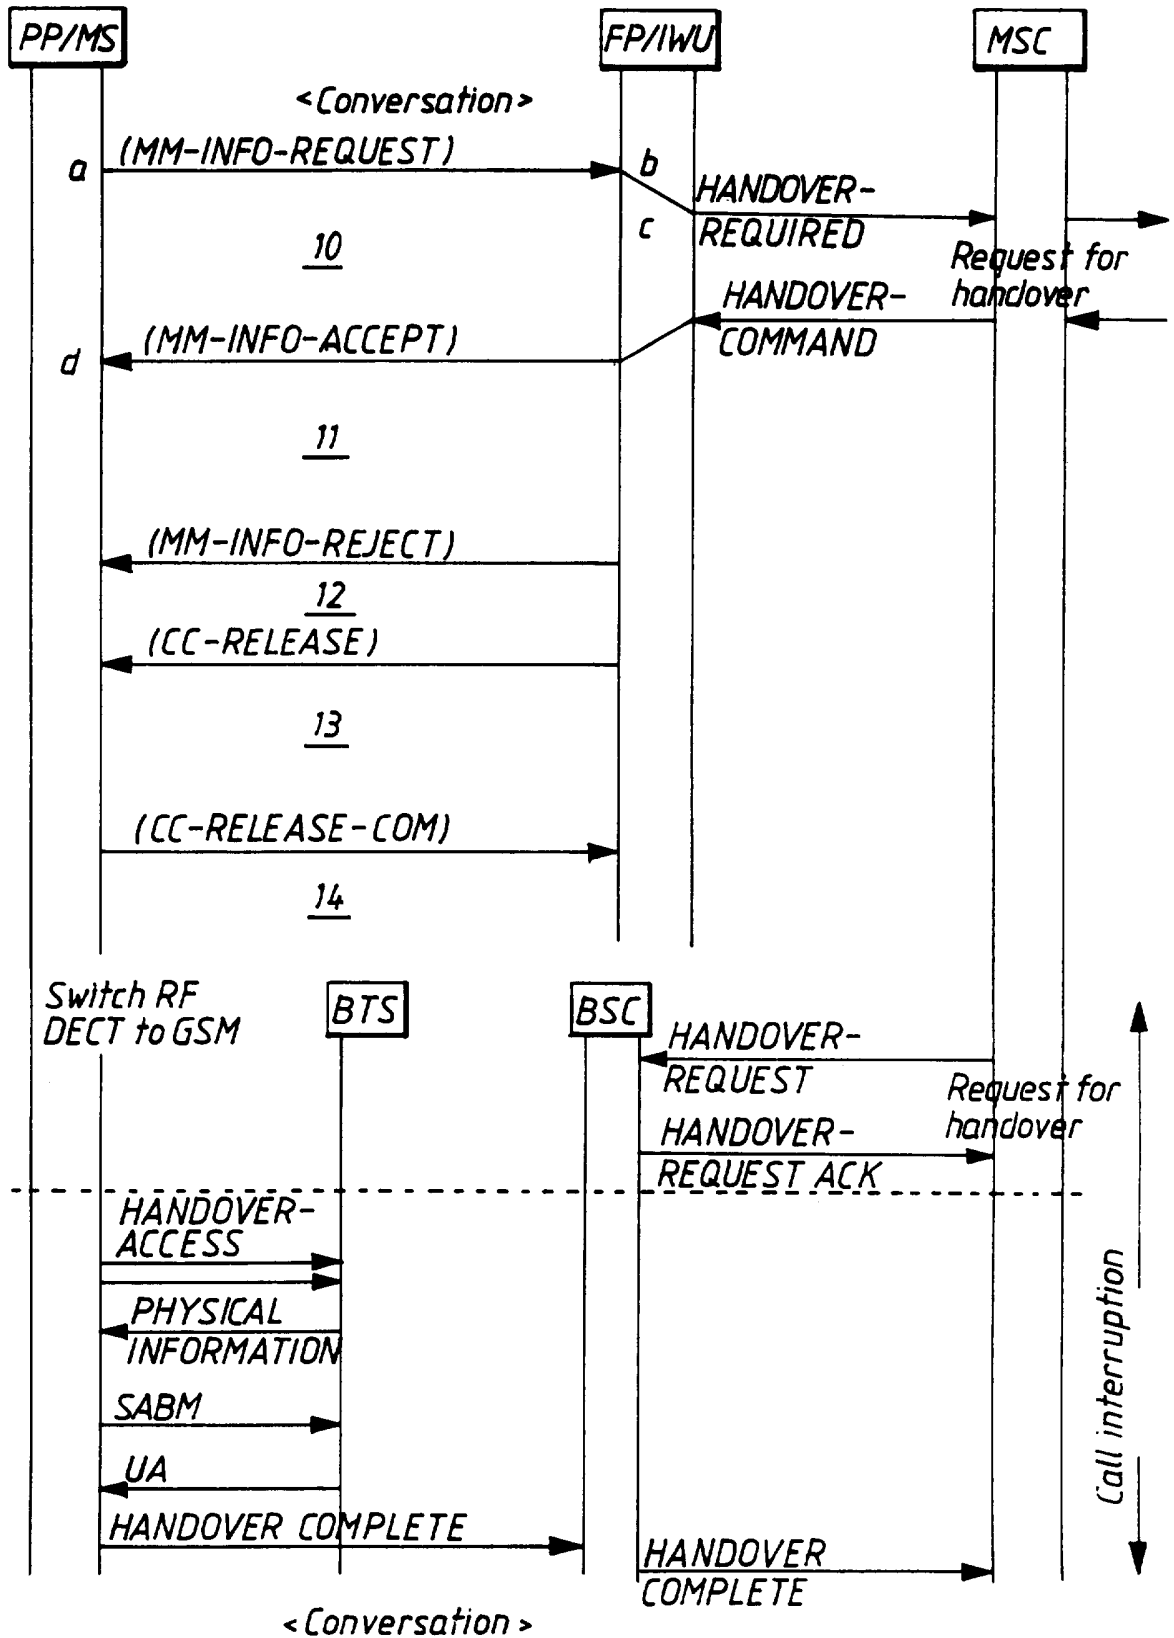 PP/MS
FP/IWU
MSC
<Conversation>
(MM-INFO-REQUEST)
a
b
HANDOVER-
c
REQUIRED
10
Request for
handover
HANDOVER-
COMMAND
(MM-INFO-ACCEPT)
d
11
(MM-INFO-REJECT)
12
(CC-RELEASE)
13
(CC-RELEASE-COM)
14
Switch RF
DECT to GSM
BTS
BSC
HANDOVER-
REQUEST
Request for
handover
HANDOVER-
REQUEST ACK
HANDOVER-
ACCESS
PHYSICAL
INFORMATION
SABM
UA
HANDOVER COMPLETE
HANDOVER
COMPLETE
Call interruption
<Conversation>